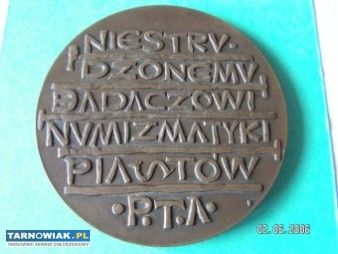 NIESTRU-
DZONEMU
BADACZOWI
NUMIZMATYKI
PIASTÓW
·P.T.A·
02.06.2006
TARNOWIAK.PL
TARNOWSKI SERWIS OGŁOSZENIOWY